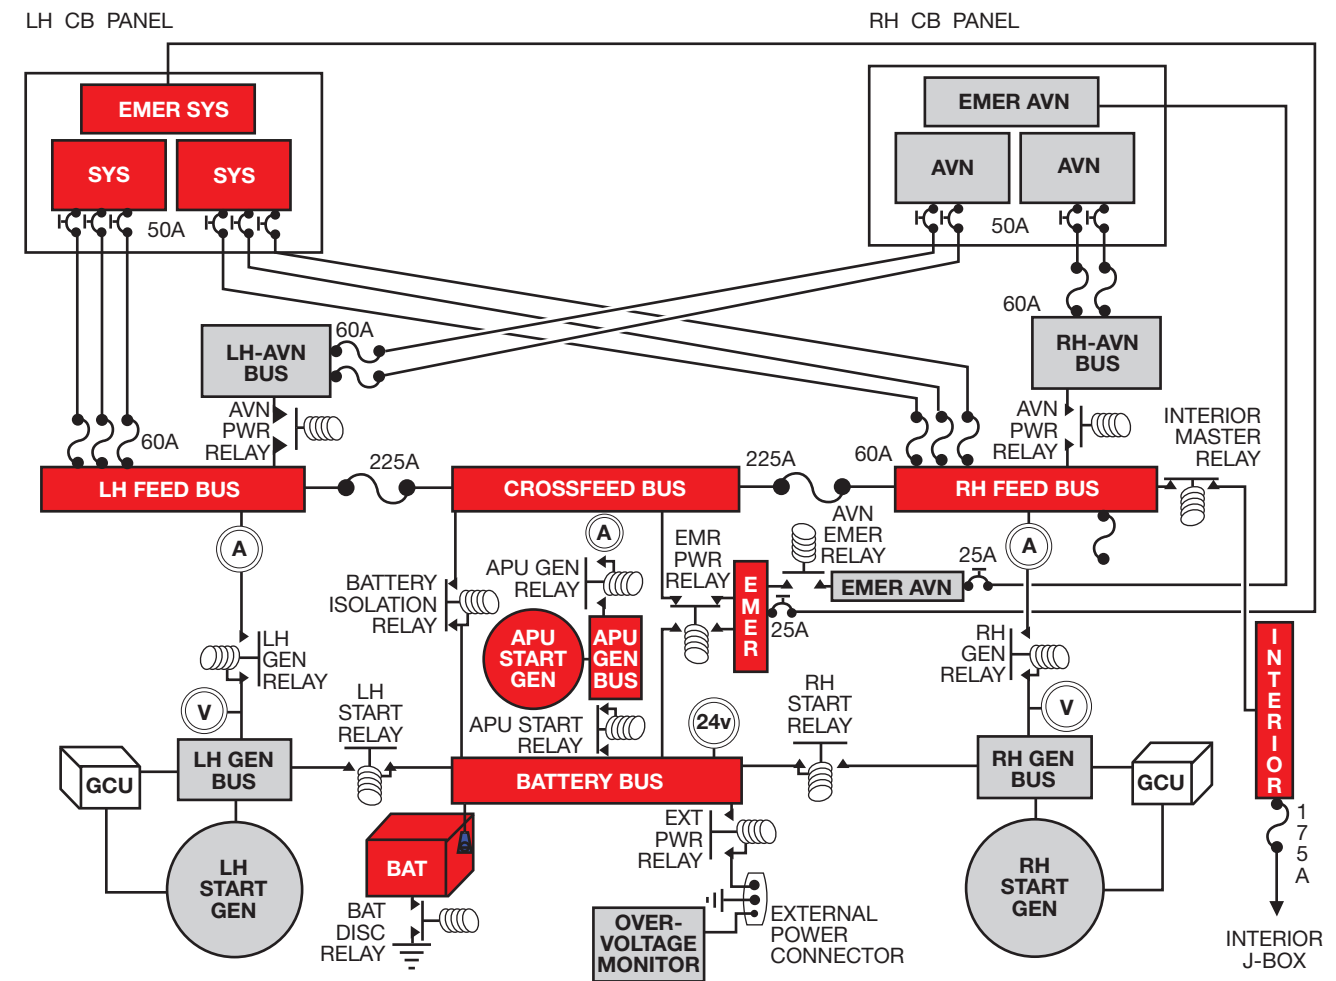 LH CB PANEL
RH CB PANEL
EMER SYS
SYS
SYS
50A
EMER AVN
AVN
AVN
50A
60A
LH-AVN
BUS
60A
RH-AVN
BUS
AVN
PWR
RELAY
60A
AVN
PWR
RELAY
INTERIOR
MASTER
RELAY
LH FEED BUS
225A
CROSSFEED BUS
225A
60A
RH FEED BUS
A
A
A
BATTERY
ISOLATION
RELAY
APU GEN
RELAY
EMR
PWR
RELAY
AVN
EMER
RELAY
EMER
25A
EMER AVN
25A
APU
START
GEN
APU
GEN
BUS
LH
GEN
RELAY
RH
GEN
RELAY
INTERIOR
V
V
LH
START
RELAY
APU START
RELAY
24v
RH
START
RELAY
GCU
LH GEN
BUS
BATTERY BUS
RH GEN
BUS
GCU
LH
START
GEN
BAT
EXT
PWR
RELAY
RH
START
GEN
175A
BAT
DISC
RELAY
OVER-
VOLTAGE
MONITOR
EXTERNAL
POWER
CONNECTOR
INTERIOR
J-BOX